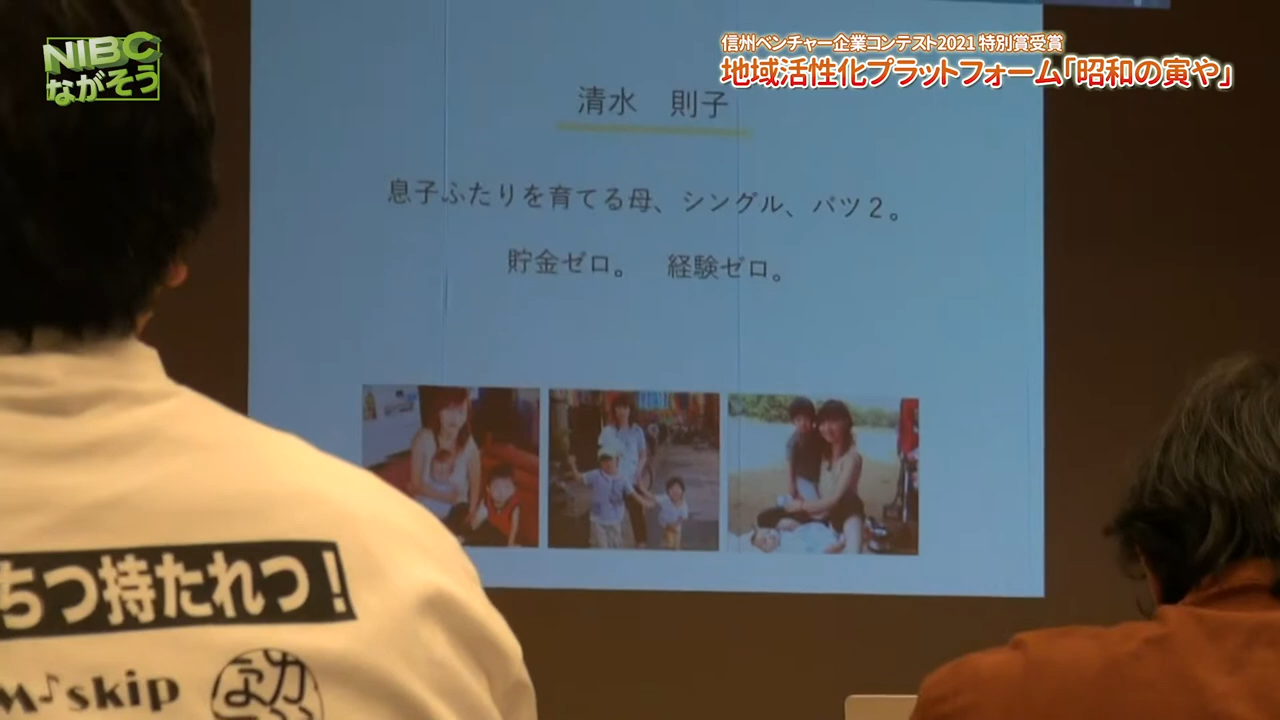 NIBC
ながそう
信州ベンチャー企業コンテスト2021 特別賞受賞
地域活性化プラットフォーム「昭和の寅や」
清水　則子
息子ふたりを育てる母、シングル、バツ２。
貯金ゼロ。　経験ゼロ。
ちつ持たれつ!
M♪skip